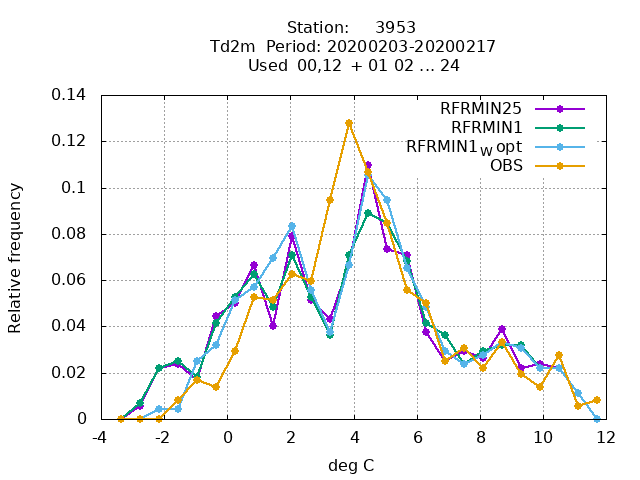 Station: 3953
Td2m Period: 20200203-20200217
Used 00,12 + 01 02 ... 24
RFRMIN25
RFRMIN1
RFRMIN1W opt
OBS
Relative frequency
0.14
0.12
0.1
0.08
0.06
0.04
0.02
0
-4 -2 0 2 4 6 8 10 12
deg C